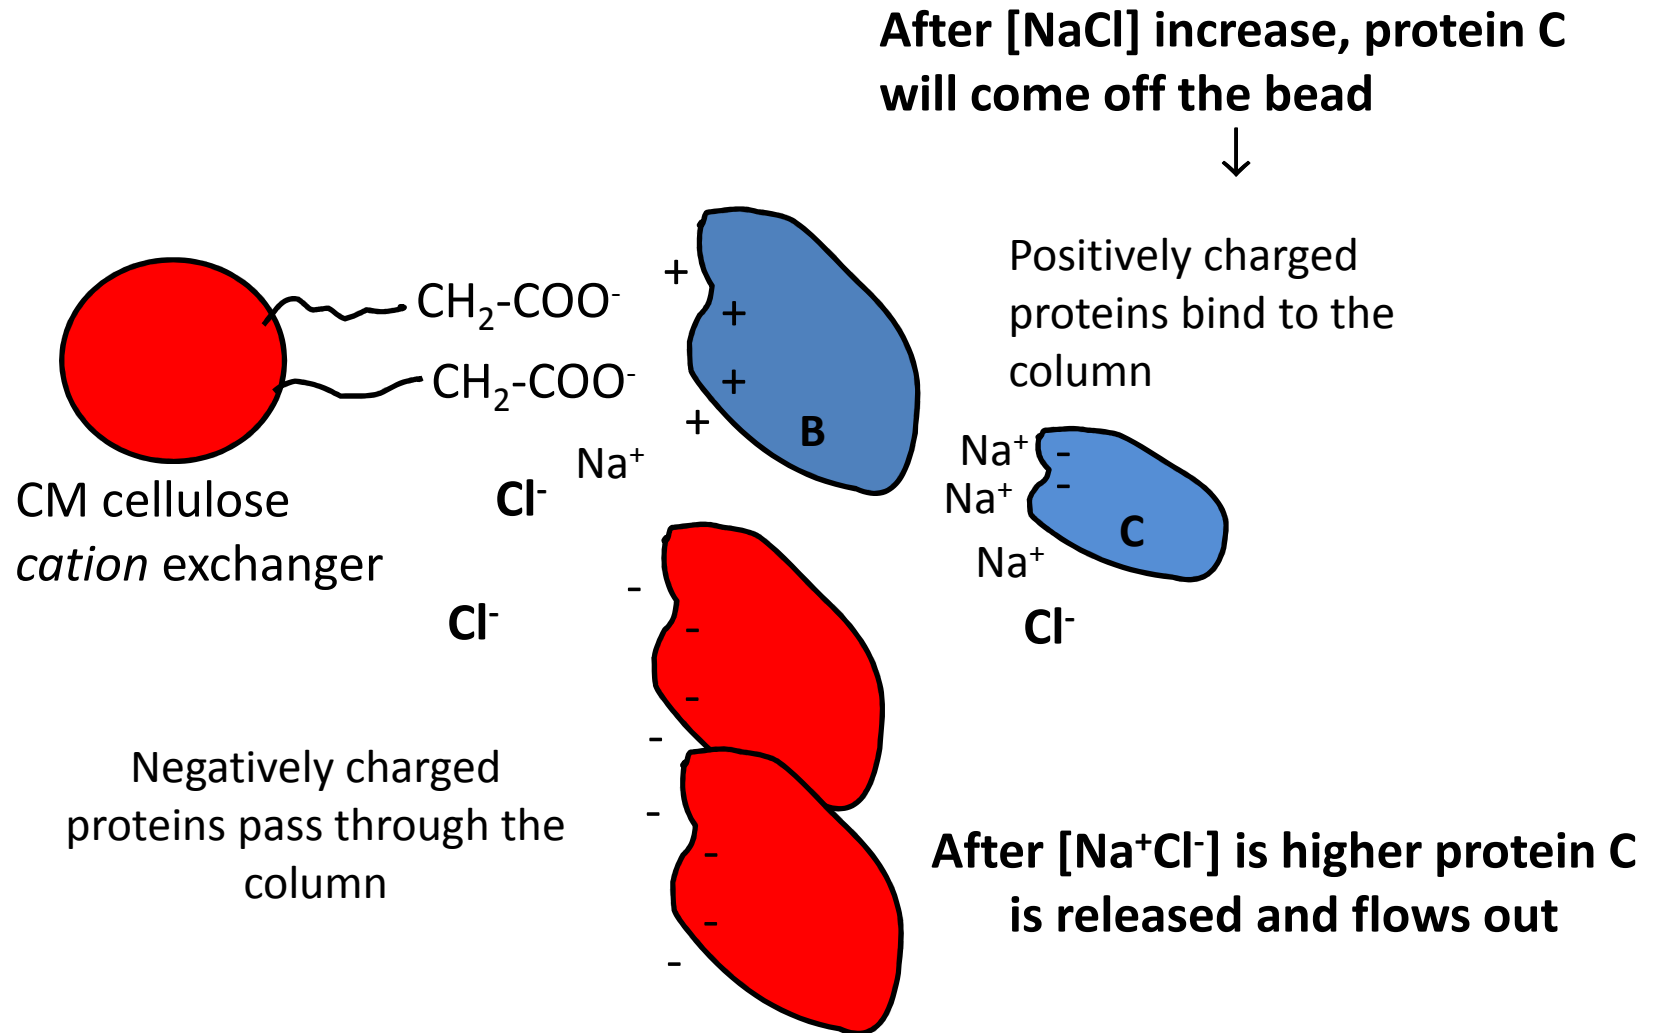 After [NaCl] increase, protein C
will come off the bead
↓
Positively charged
proteins bind to the
column
CH₂-COO⁻
+
+
CH₂-COO⁻
+
+
B
Na⁺
Cl⁻
Na⁺ -
Na⁺ -
C
Na⁺
Cl⁻
CM cellulose
cation exchanger
Cl⁻
-
-
-
-
Negatively charged
proteins pass through the
column
-
-
-
-
After [Na⁺Cl⁻] is higher protein C
is released and flows out